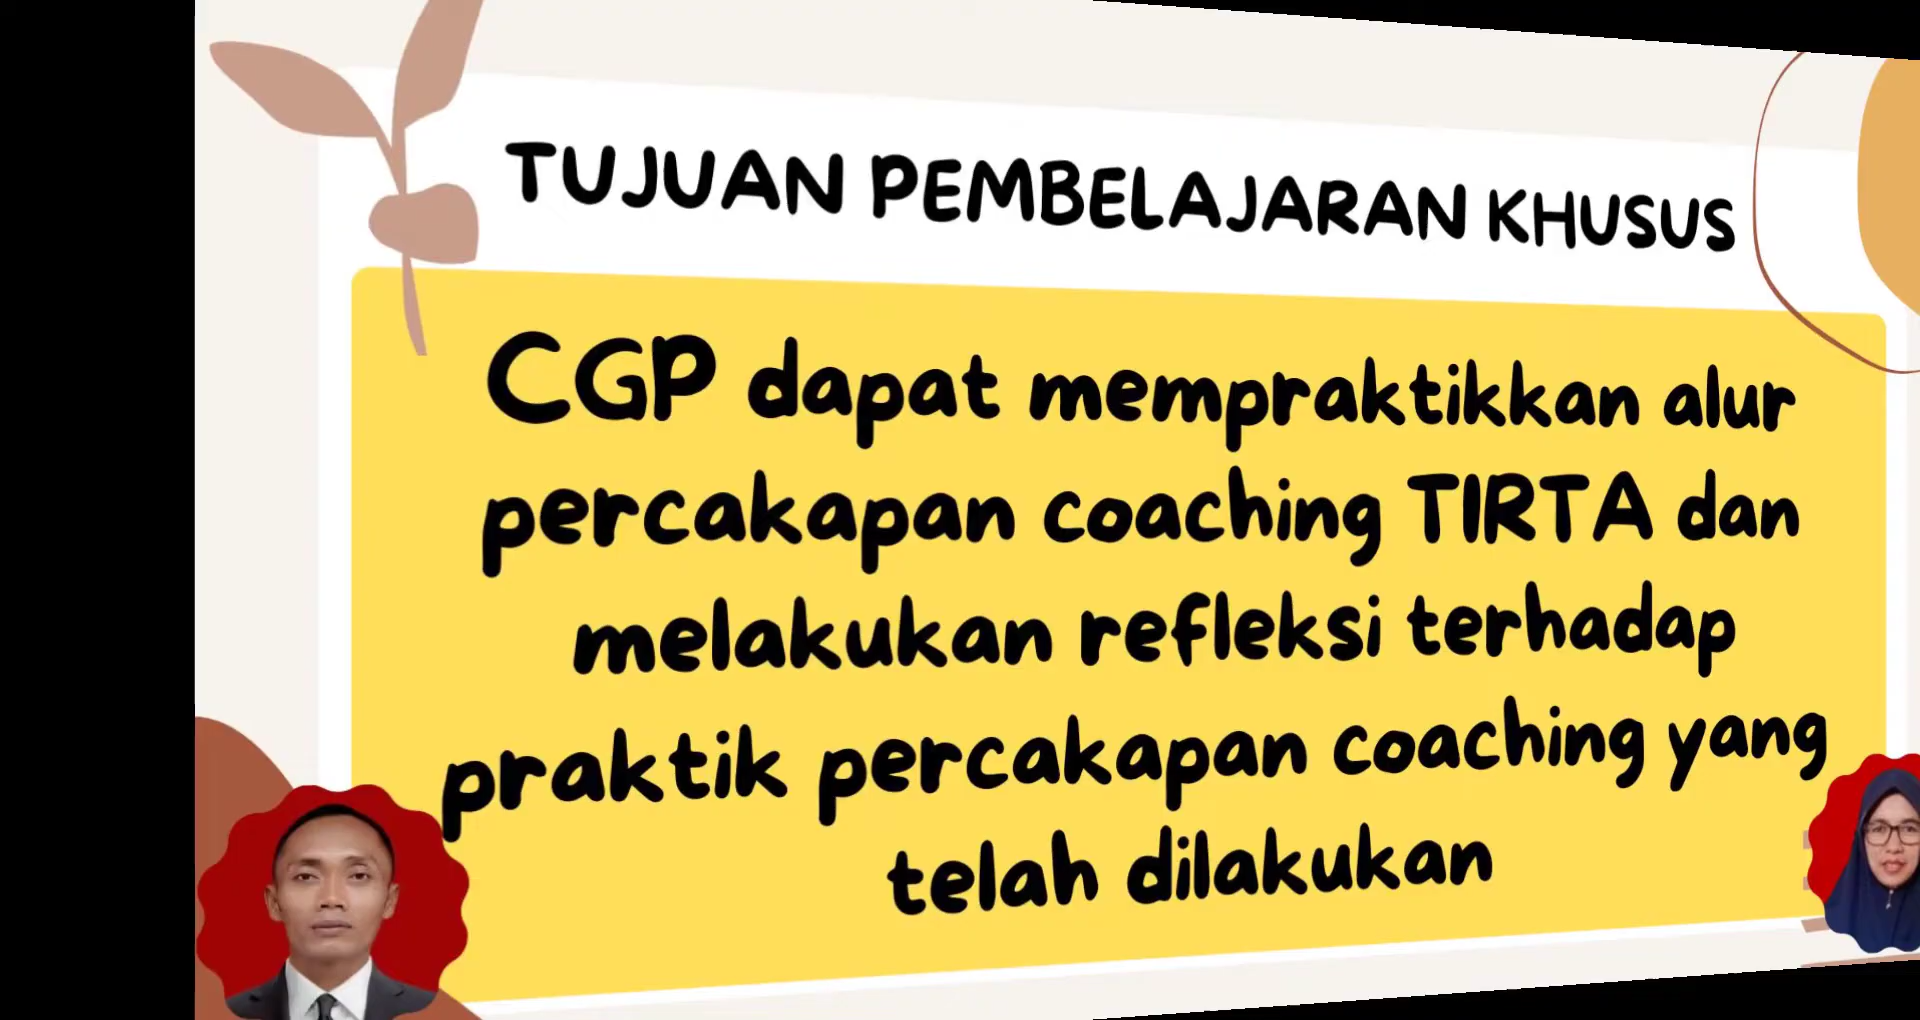 TUJUAN PEMBELAJARAN KHUSUS
CGP dapat mempraktikkan alur
percakapan coaching TIRTA dan
melakukan refleksi terhadap
praktik percakapan coaching yang
telah dilakukan